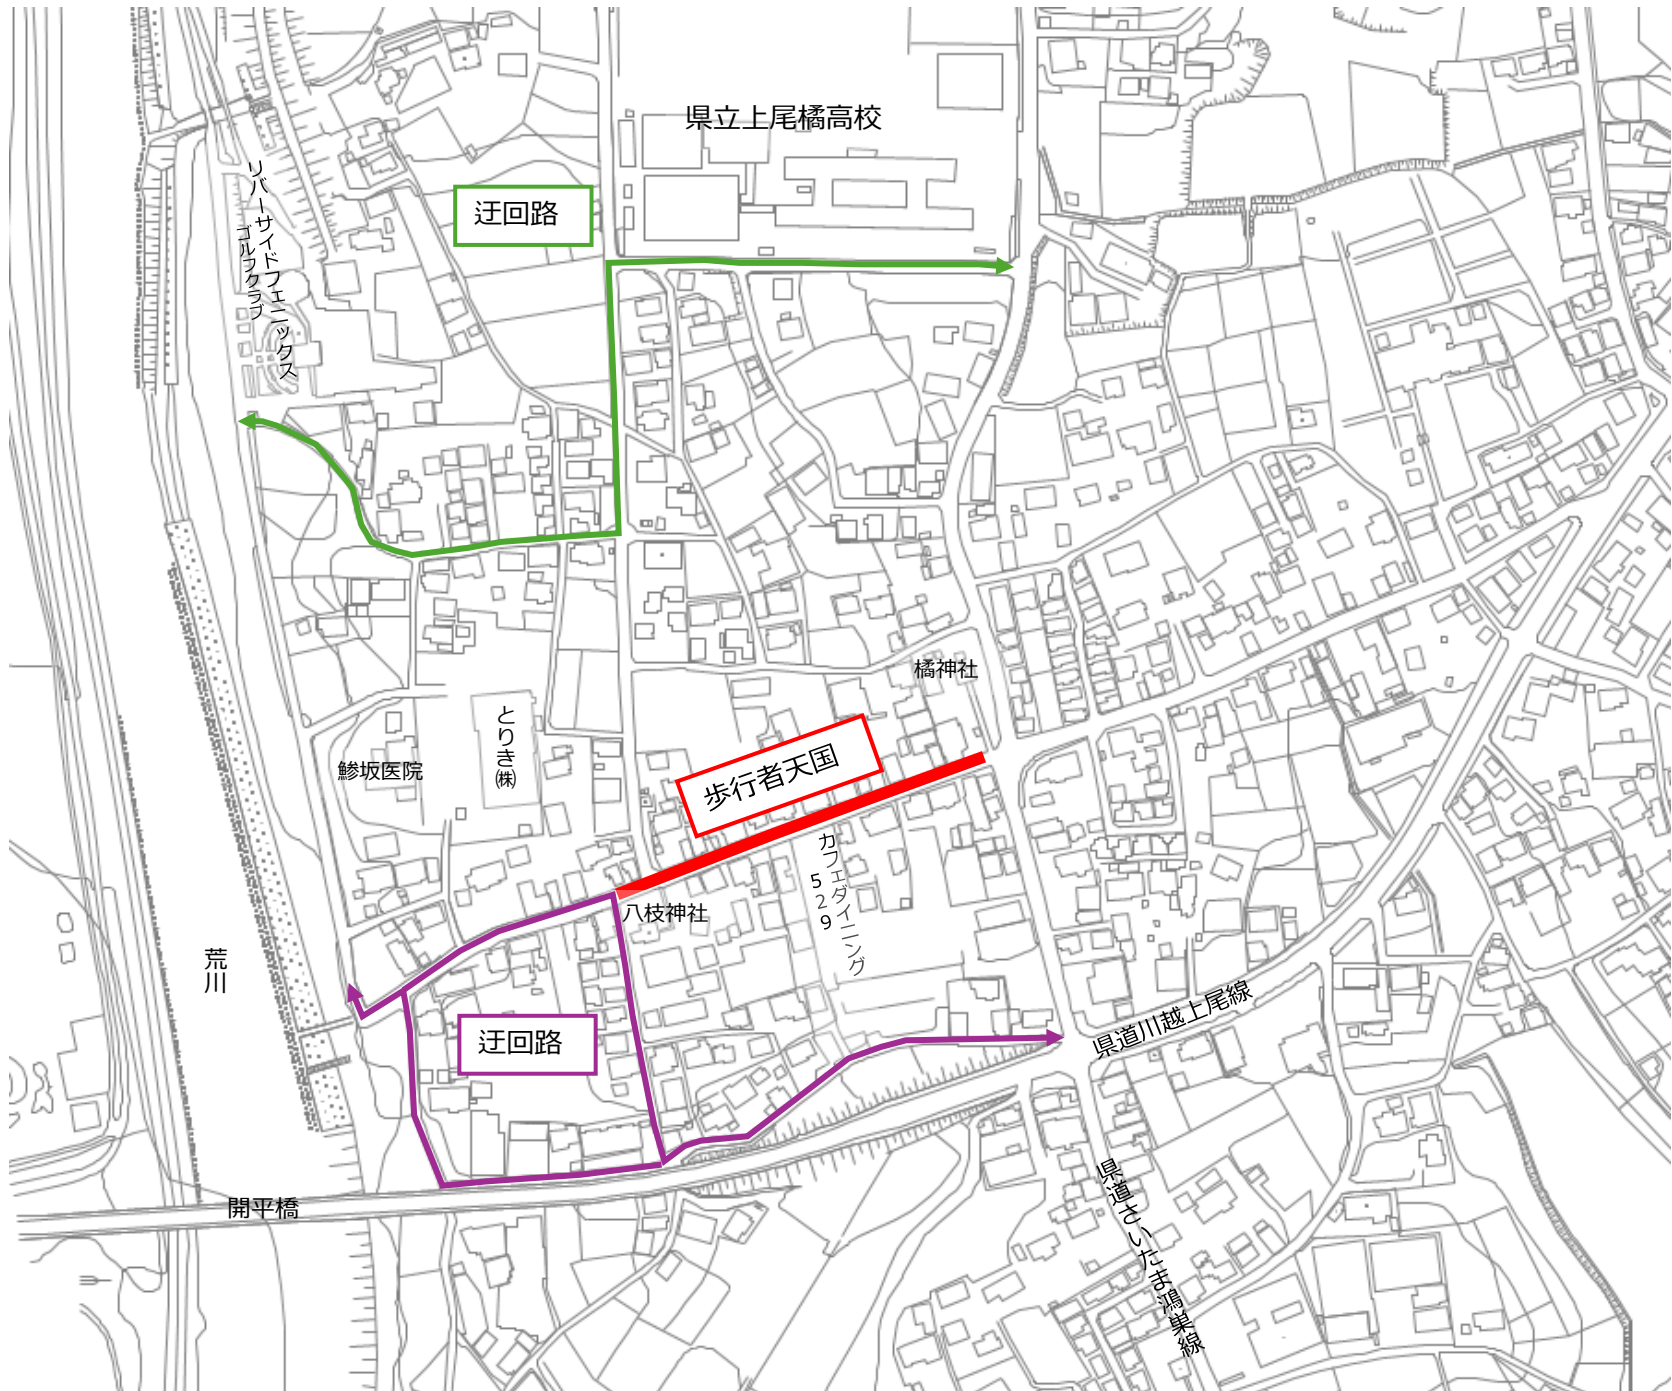 県立上尾橘高校
リバーサイドフェニックス
ゴルフクラブ
迂回路
橘神社
とりき㈱
鯵坂医院
歩行者天国
カフェダイニング
529
八枝神社
荒川
迂回路
県道川越上尾線
開平橋
県道さいたま鴻巣線